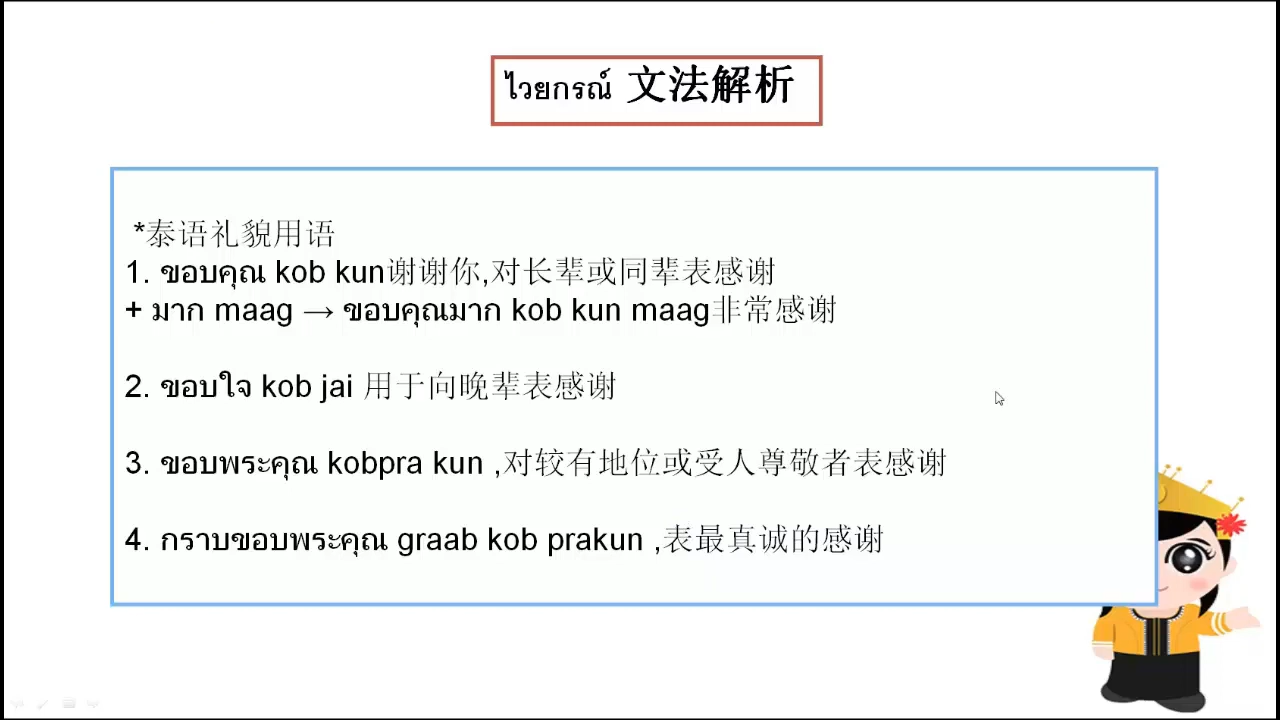 ไวยกรณ์ 文法解析
*泰语礼貌用语
1. ขอบคุณ kob kun谢谢你,对长辈或同辈表感谢
+ มาก maag → ขอบคุณมาก kob kun maag非常感谢
2. ขอบใจ kob jai 用于向晚辈表感谢
3. ขอบพระคุณ kobpra kun ,对较有地位或受人尊敬者表感谢
4. กราบขอบพระคุณ graab kob prakun ,表最真诚的感谢